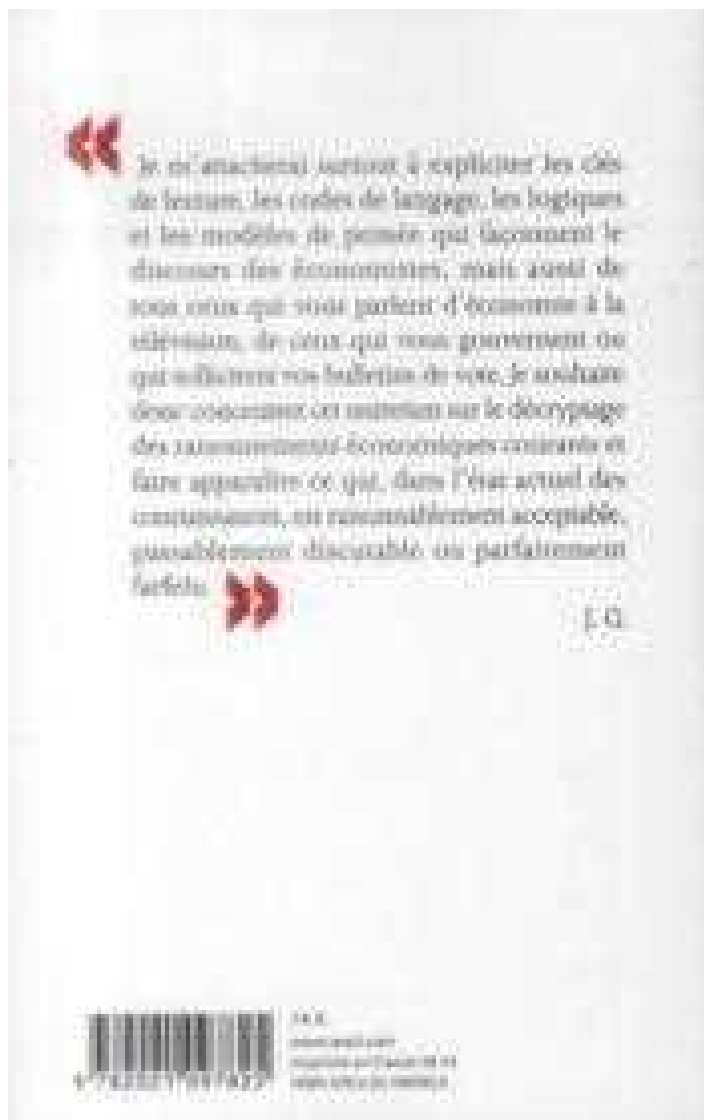 «
Je m'attacherai surtout à expliciter les clés
de lecture, les codes de langage, les logiques
et les modèles de pensée qui façonnent le
discours des économistes, mais aussi de
tous ceux qui vous parlent d'économie à la
télévision, de ceux qui vous gouvernent ou
qui sollicitent vos bulletins de vote. Je souhaite
donc concentrer cet entretien sur le décryptage
des raisonnements économiques courants et
faire apparaître ce qui, dans l'état actuel des
connaissances, est raisonnablement acceptable,
passablement discutable ou parfaitement
farfelu. »
J. G.